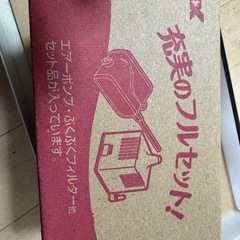 充実のフルセット!
エアーポンプ・ぶくぶくフィルター他
セット品が入っています。